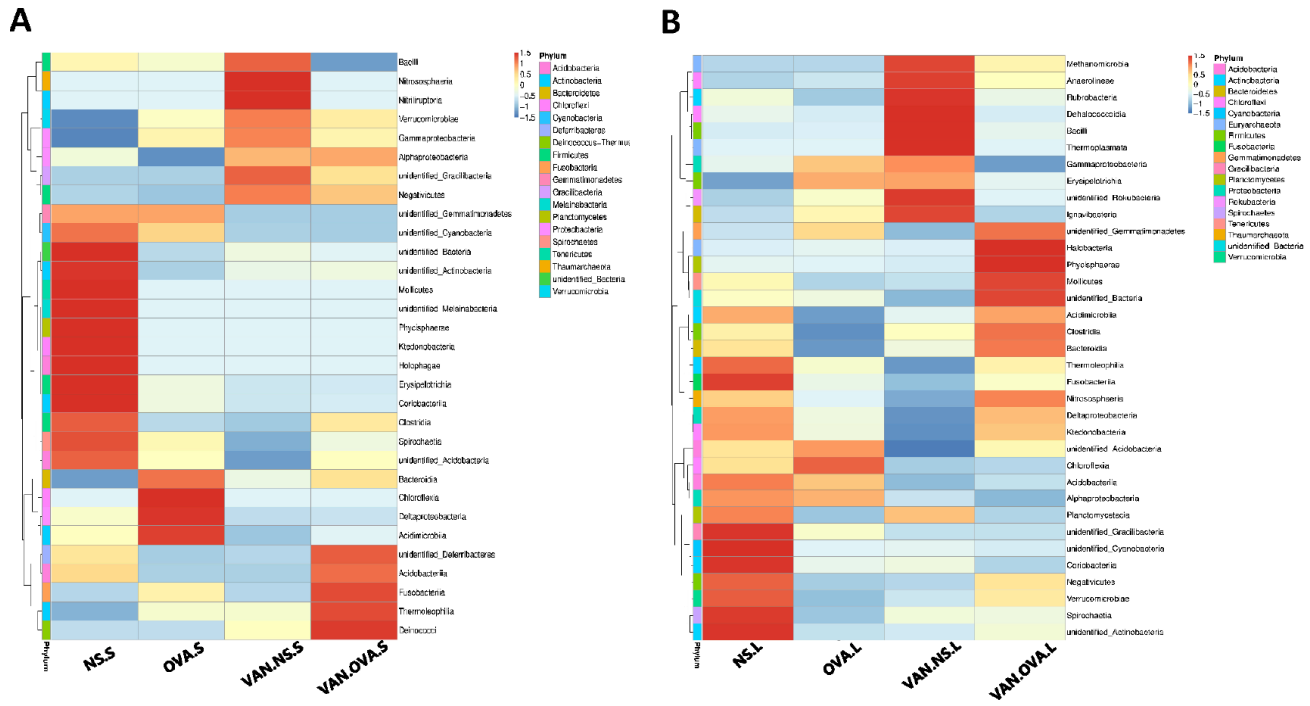 A
1.5
1
0.5
0
−0.5
−1
−1.5
Phylum
Acidobacteria
Actinobacteria
Bacteroidetes
Chloroflexi
Cyanobacteria
Deferribacteres
Deinococcus−Thermus
Firmicutes
Fusobacteria
Gemmatimonadetes
Gracilibacteria
Melainabacteria
Planctomycetes
Proteobacteria
Spirochaetes
Tenericutes
Thaumarchaeota
unidentified_Bacteria
Verrucomicrobia
Bacilli
Nitrososphaeria
Nitriliruptoria
Verrucomicrobiae
Gammaproteobacteria
Alphaproteobacteria
unidentified_Gracilibacteria
Negativicutes
unidentified_Gemmatimonadetes
unidentified_Cyanobacteria
unidentified_Bacteria
unidentified_Actinobacteria
Mollicutes
unidentified_Melainabacteria
Phycisphaerae
Ktedonobacteria
Holophagae
Erysipelotrichia
Coriobacteriia
Clostridia
Spirochaetia
unidentified_Acidobacteria
Bacteroidia
Chloroflexia
Deltaproteobacteria
Acidimicrobiia
unidentified_Deferribacteres
Acidobacteriia
Fusobacteriia
Thermoleophilia
Deinococci
Phylum
NS.S
OVA.S
VAN.NS.S
VAN.OVA.S
B
1.5
1
0.5
0
−0.5
−1
−1.5
Phylum
Acidobacteria
Actinobacteria
Bacteroidetes
Chloroflexi
Cyanobacteria
Euryarchaeota
Firmicutes
Fusobacteria
Gemmatimonadetes
Gracilibacteria
Planctomycetes
Proteobacteria
Rokubacteria
Spirochaetes
Tenericutes
Thaumarchaeota
unidentified_Bacteria
Verrucomicrobia
Methanomicrobia
Anaerolineae
Rubrobacteria
Dehalococcoidia
Bacilli
Thermoplasmata
Gammaproteobacteria
Erysipelotrichia
unidentified_Rokubacteria
Ignavibacteria
unidentified_Gemmatimonadetes
Halobacteria
Phycisphaerae
Mollicutes
unidentified_Bacteria
Acidimicrobiia
Clostridia
Bacteroidia
Thermoleophilia
Fusobacteriia
Nitrososphaeria
Deltaproteobacteria
Ktedonobacteria
unidentified_Acidobacteria
Chloroflexia
Acidobacteriia
Alphaproteobacteria
Planctomycetacia
unidentified_Gracilibacteria
unidentified_Cyanobacteria
Coriobacteriia
Negativicutes
Verrucomicrobiae
Spirochaetia
unidentified_Actinobacteria
Phylum
NS.L
OVA.L
VAN.NS.L
VAN.OVA.L